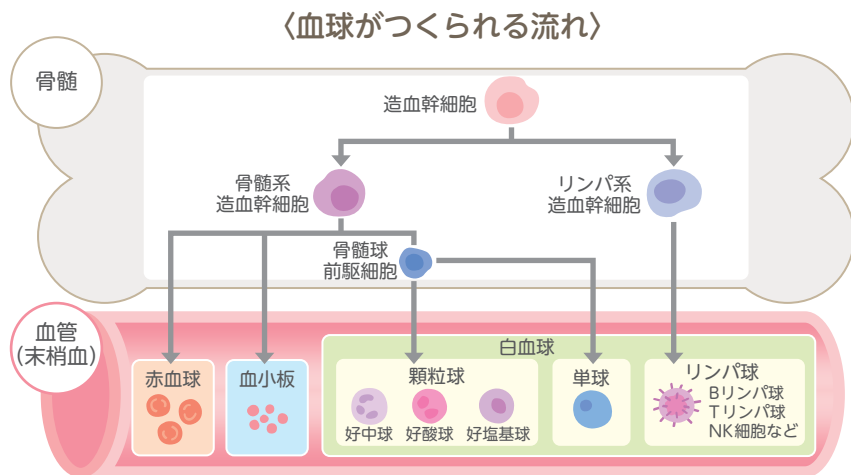 〈血球がつくられる流れ〉
骨髄
造血幹細胞
骨髄系
造血幹細胞
リンパ系
造血幹細胞
骨髄球
前駆細胞
血管
(末梢血)
白血球
赤血球
血小板
顆粒球
単球
リンパ球
Bリンパ球
Tリンパ球
NK細胞など
好中球
好酸球
好塩基球